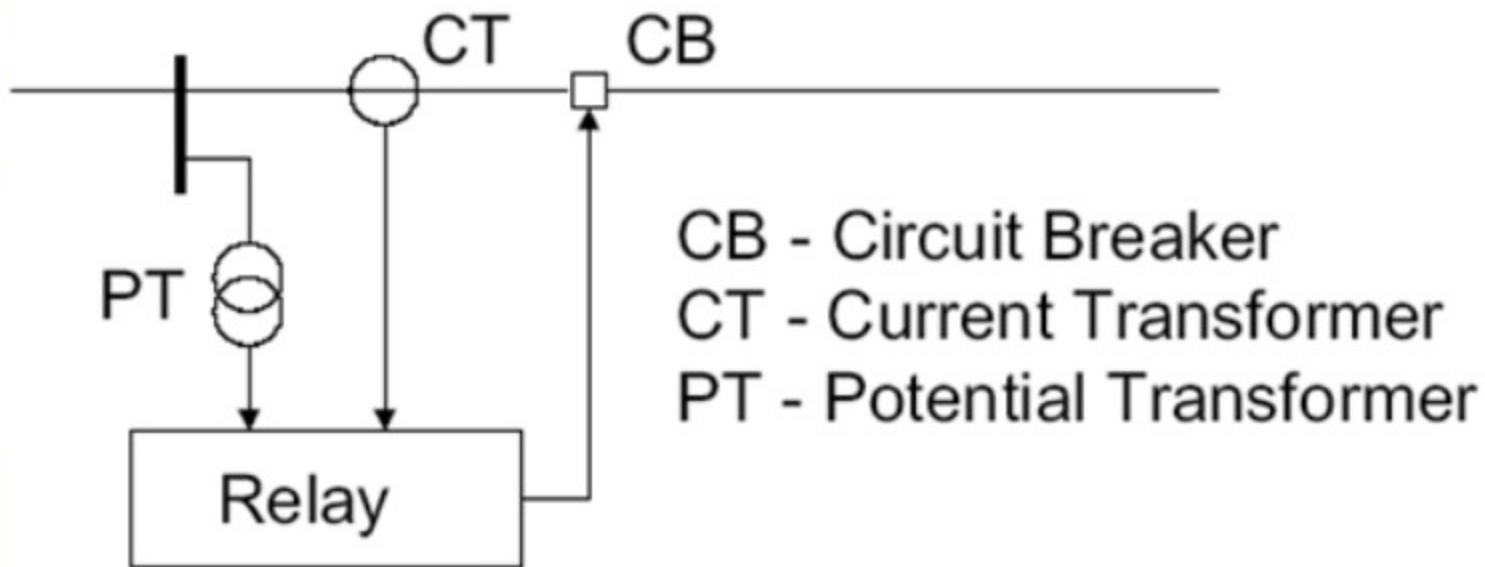 CT
CB
PT
CB - Circuit Breaker
CT - Current Transformer
PT - Potential Transformer
Relay